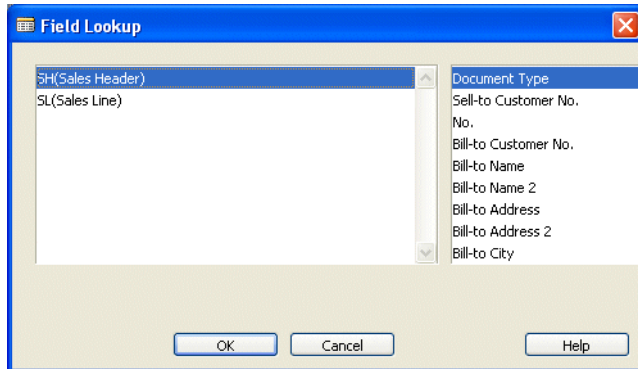 Field Lookup
SH(Sales Header)
SL(Sales Line)
Document Type
Sell-to Customer No.
No.
Bill-to Customer No.
Bill-to Name
Bill-to Name 2
Bill-to Address
Bill-to Address 2
Bill-to City
OK
Cancel
Help